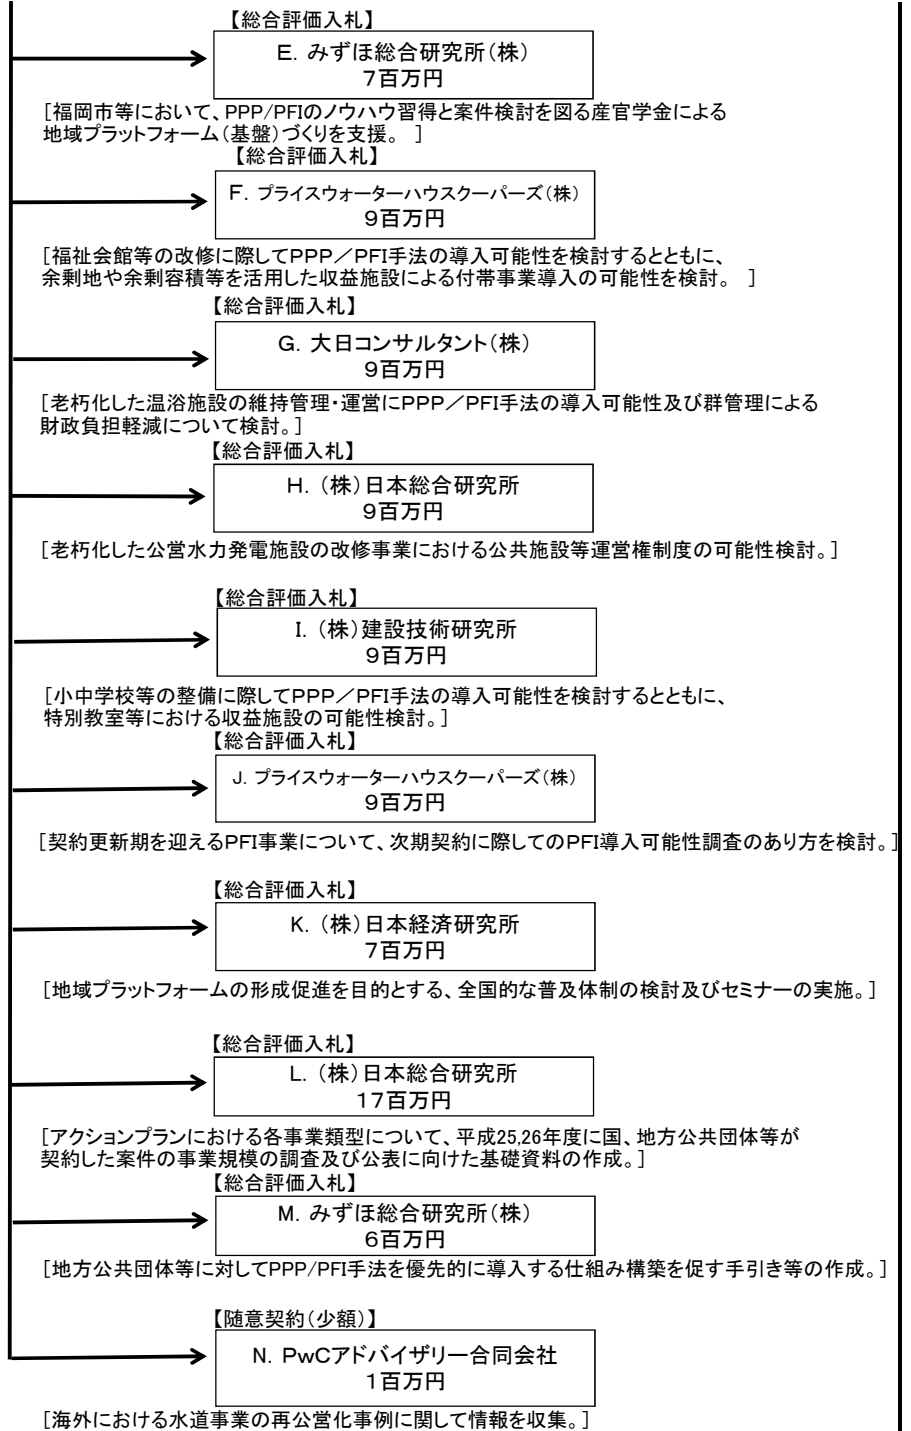 【総合評価入札】
E. みずほ総合研究所(株)
7百万円
[福岡市等において、PPP/PFIのノウハウ習得と案件検討を図る産官学金による
地域プラットフォーム(基盤)づくりを支援。 ]
【総合評価入札】
F. プライスウォーターハウスクーパーズ(株)
9百万円
[福祉会館等の改修に際してPPP/PFI手法の導入可能性を検討するとともに、
余剰地や余剰容積等を活用した収益施設による付帯事業導入の可能性を検討。 ]
【総合評価入札】
G. 大日コンサルタント(株)
9百万円
[老朽化した温浴施設の維持管理・運営にPPP/PFI手法の導入可能性及び群管理による
財政負担軽減について検討。]
【総合評価入札】
H. (株)日本総合研究所
9百万円
[老朽化した公営水力発電施設の改修事業における公共施設等運営権制度の可能性検討。]
【総合評価入札】
I. (株)建設技術研究所
9百万円
[小中学校等の整備に際してPPP/PFI手法の導入可能性を検討するとともに、
特別教室等における収益施設の可能性検討。]
【総合評価入札】
J. プライスウォーターハウスクーパーズ(株)
9百万円
[契約更新期を迎えるPFI事業について、次期契約に際してのPFI導入可能性調査のあり方を検討。]
【総合評価入札】
K. (株)日本経済研究所
7百万円
[地域プラットフォームの形成促進を目的とする、全国的な普及体制の検討及びセミナーの実施。]
【総合評価入札】
L. (株)日本総合研究所
17百万円
[アクションプランにおける各事業類型について、平成25,26年度に国、地方公共団体等が
契約した案件の事業規模の調査及び公表に向けた基礎資料の作成。]
【総合評価入札】
M. みずほ総合研究所(株)
6百万円
[地方公共団体等に対してPPP/PFI手法を優先的に導入する仕組み構築を促す手引き等の作成。]
【随意契約(少額)】
N. PwCアドバイザリー合同会社
1百万円
[海外における水道事業の再公営化事例に関して情報を収集。]